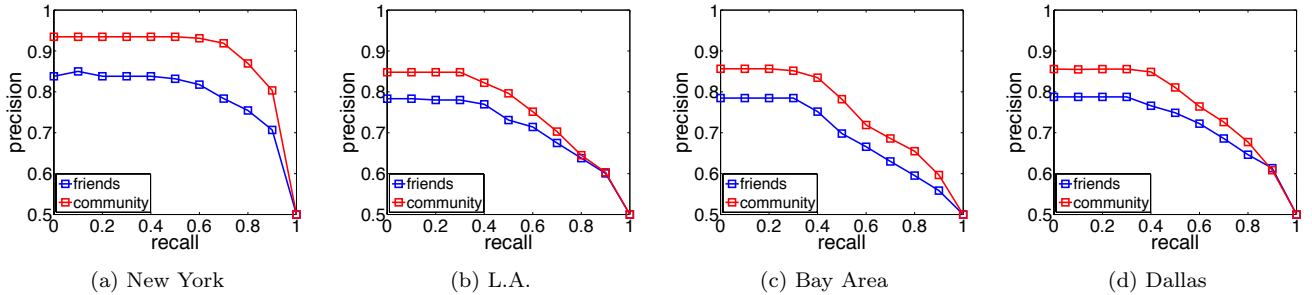 1
0.9
0.8
0.7
0.6
0.5
precision
friends
community
0 0.2 0.4 0.6 0.8 1
recall
(a) New York
1
0.9
0.8
0.7
0.6
0.5
precision
friends
community
0 0.2 0.4 0.6 0.8 1
recall
(b) L.A.
1
0.9
0.8
0.7
0.6
0.5
precision
friends
community
0 0.2 0.4 0.6 0.8 1
recall
(c) Bay Area
1
0.9
0.8
0.7
0.6
0.5
precision
friends
community
0 0.2 0.4 0.6 0.8 1
recall
(d) Dallas